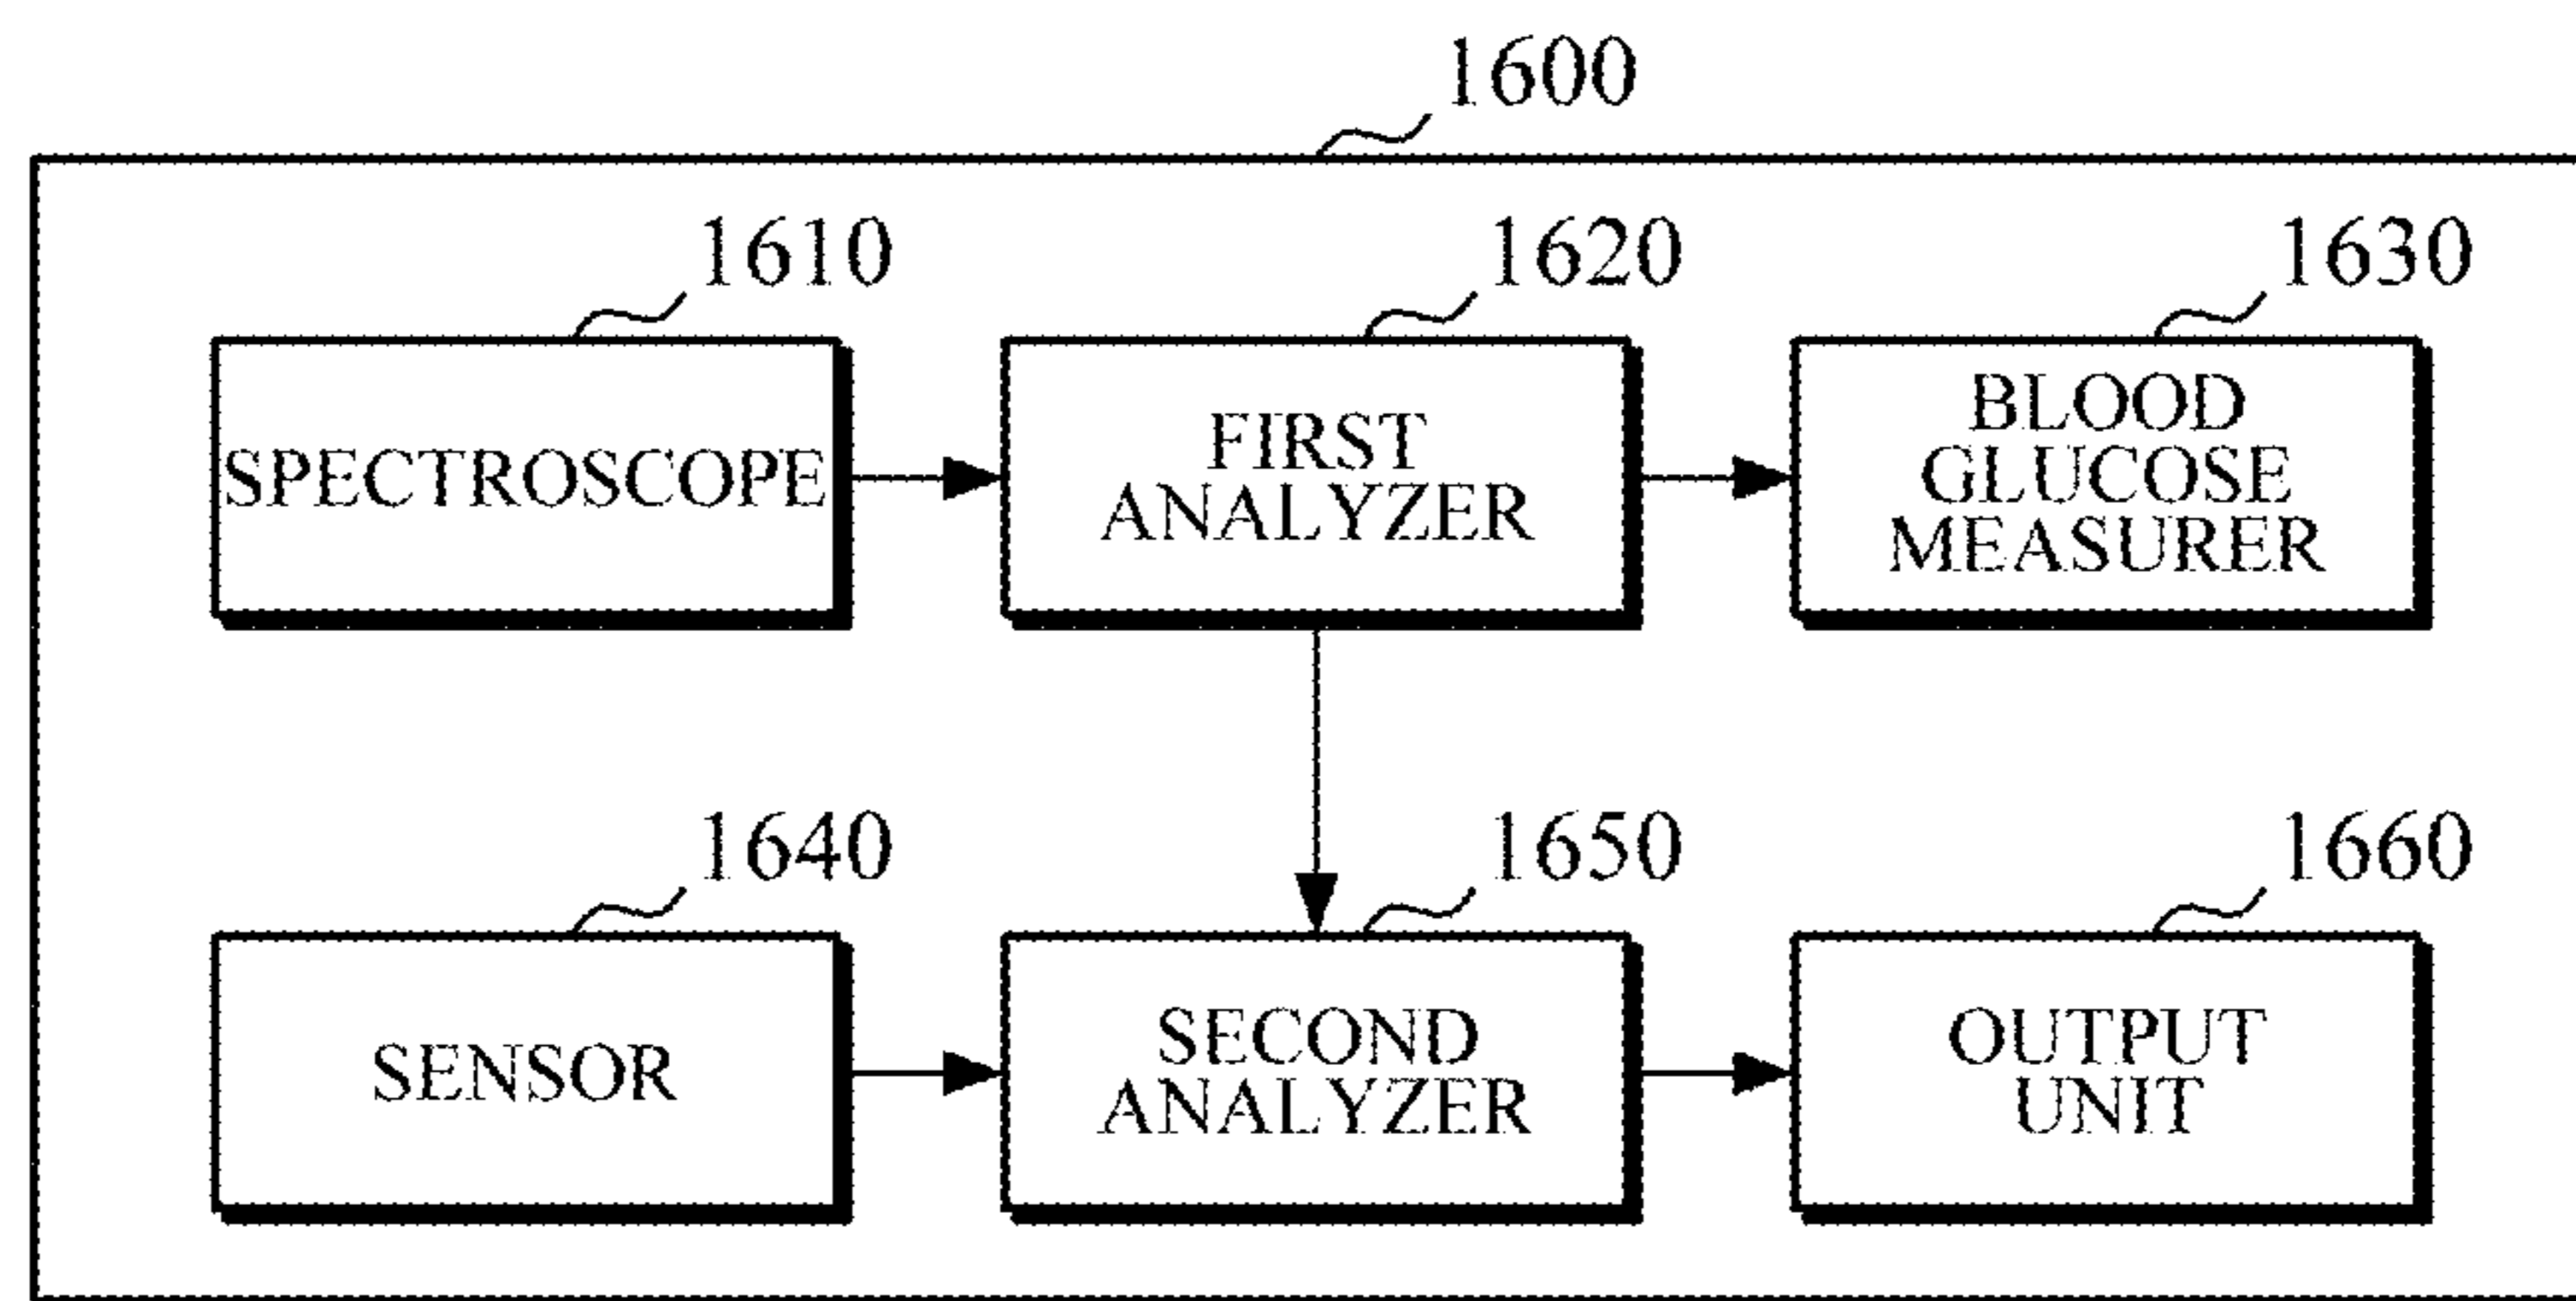 1600
1610
1620
1630
SPECTROSCOPE
FIRST
ANALYZER
BLOOD
GLUCOSE
MEASURER
1640
1650
1660
SENSOR
SECOND
ANALYZER
OUTPUT
UNIT